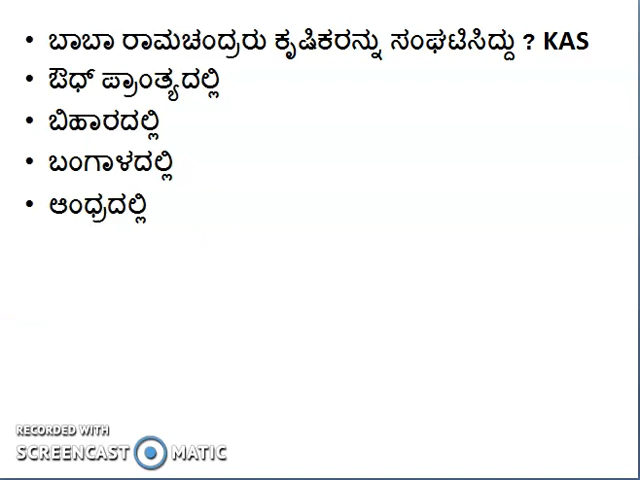 • ಬಾಬಾ ರಾಮಚಂದ್ರರು ಕೃಷಿಕರನ್ನು ಸಂಘಟಿಸಿದ್ದು ? KAS
• ಔಧ್ ಪ್ರಾಂತ್ಯದಲ್ಲಿ
• ಬಿಹಾರದಲ್ಲಿ
• ಬಂಗಾಳದಲ್ಲಿ
• ಆಂಧ್ರದಲ್ಲಿ
RECORDED WITH
SCREENCAST MATIC